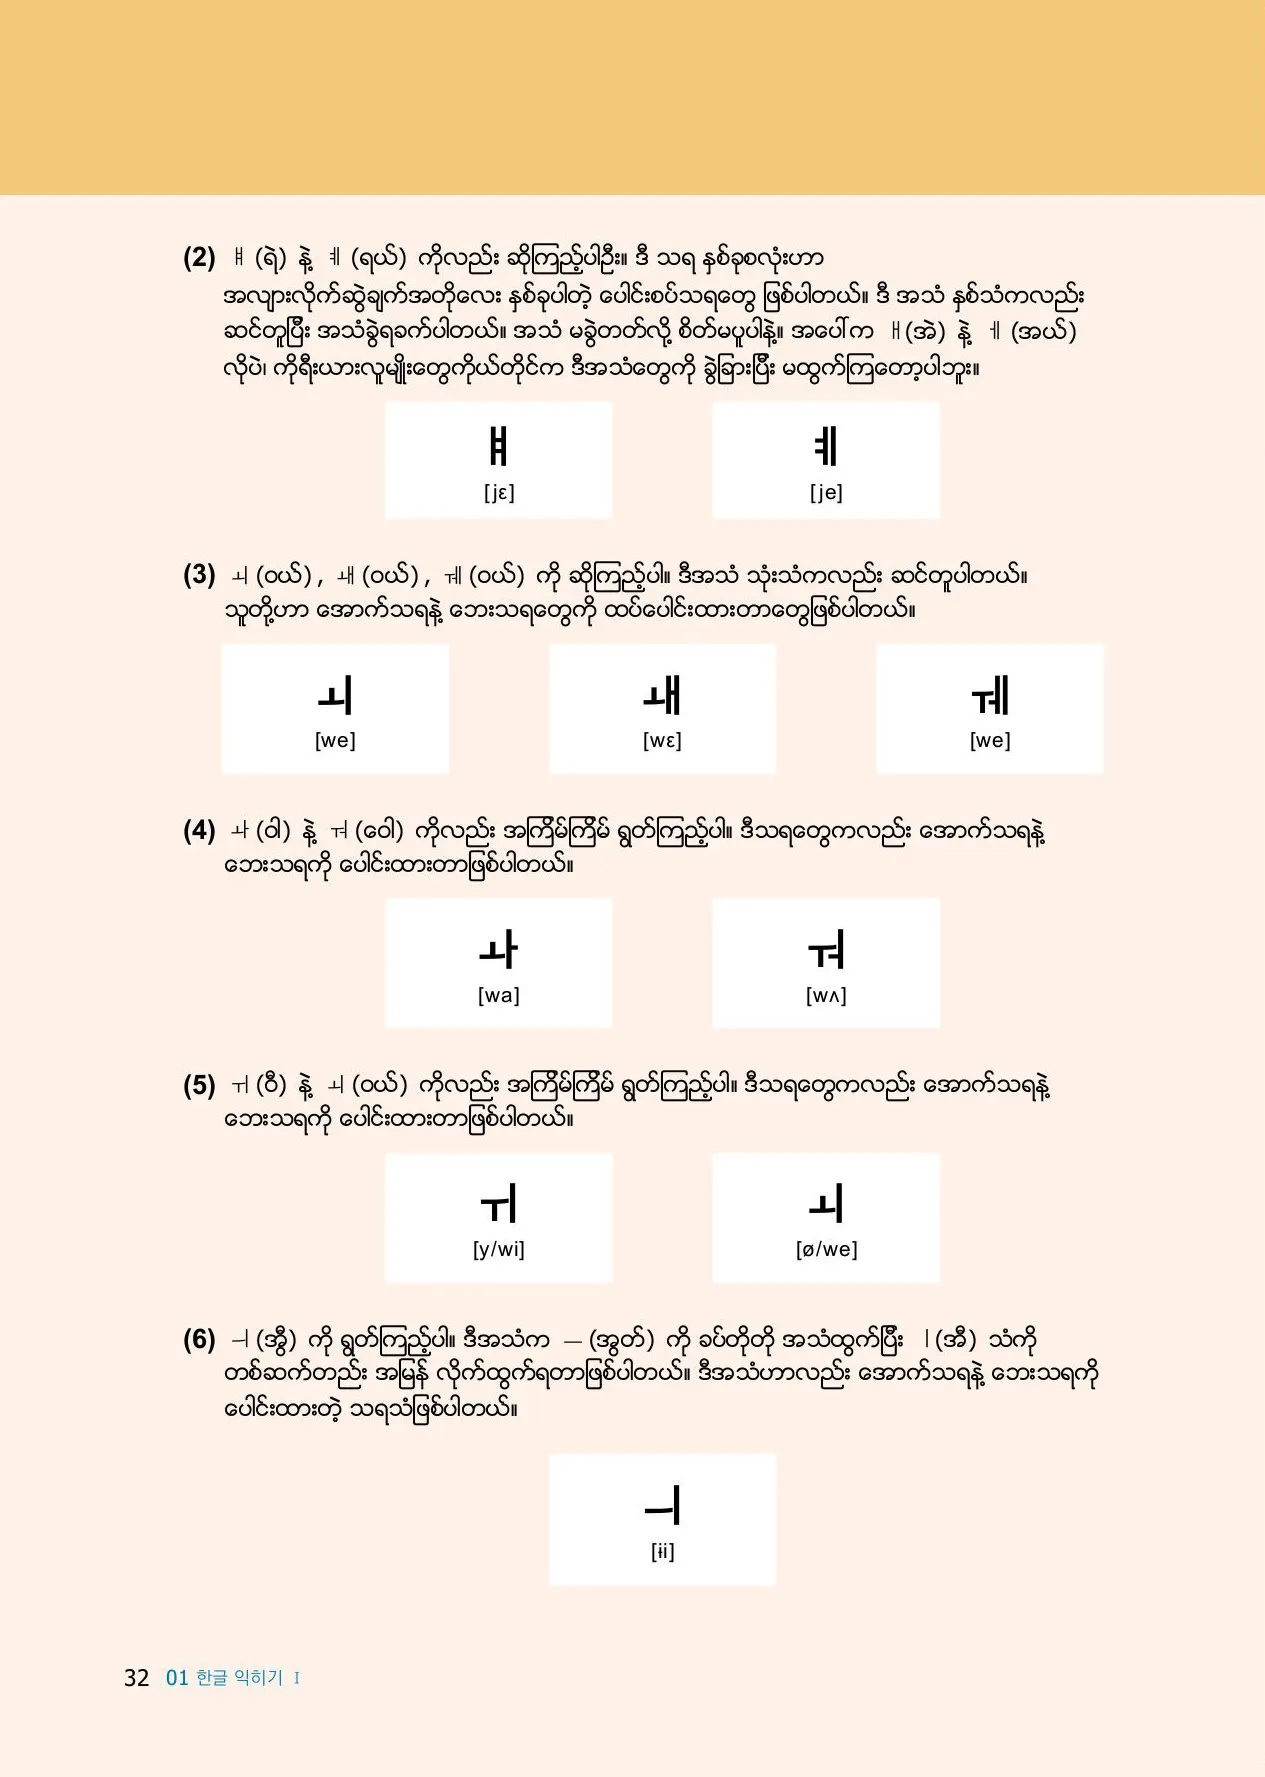 (2) ㅒ (ရဲ) နဲ့ ㅖ (ရယ်) ကိုလည်း ဆိုကြည့်ပါဦး။ ဒီ သရ နှစ်ခုစလုံးဟာ
အလျားလိုက်ဆွဲချက်အတိုလေး နှစ်ခုပါတဲ့ ပေါင်းစပ်သရတွေ ဖြစ်ပါတယ်။ ဒီ အသံ နှစ်သံကလည်း
ဆင်တူပြီး အသံခွဲရခက်ပါတယ်။ အသံ မခွဲတတ်လို့ စိတ်မပူပါနဲ့။ အပေါ်က ㅐ(အဲ) နဲ့ ㅔ (အယ်)
လိုပဲ၊ ကိုရီးယားလူမျိုးတွေကိုယ်တိုင်က ဒီအသံတွေကို ခွဲခြားပြီး မထွက်ကြတော့ပါဘူး။
ㅒ ㅖ
[jɛ] [je]
(3) ㅚ (ဝယ်) , ㅙ (ဝယ်) , ㅞ (ဝယ်) ကို ဆိုကြည့်ပါ။ ဒီအသံ သုံးသံကလည်း ဆင်တူပါတယ်။
သူတို့ဟာ အောက်သရနဲ့ ဘေးသရတွေကို ထပ်ပေါင်းထားတာတွေဖြစ်ပါတယ်။
ㅚ ㅙ ㅞ
[we] [wɛ] [we]
(4) ㅘ (ဝါ) နဲ့ ㅝ (ဝေါ) ကိုလည်း အကြိမ်ကြိမ် ရွတ်ကြည့်ပါ။ ဒီသရတွေကလည်း အောက်သရနဲ့
ဘေးသရကို ပေါင်းထားတာဖြစ်ပါတယ်။
ㅘ ㅝ
[wa] [wʌ]
(5) ㅟ (ဝီ) နဲ့ ㅚ (ဝယ်) ကိုလည်း အကြိမ်ကြိမ် ရွတ်ကြည့်ပါ။ ဒီသရတွေကလည်း အောက်သရနဲ့
ဘေးသရကို ပေါင်းထားတာဖြစ်ပါတယ်။
ㅟ ㅚ
[y/wi] [ø/we]
(6) ㅢ (အွီ) ကို ရွတ်ကြည့်ပါ။ ဒီအသံက ㅡ (အွတ်) ကို ခပ်တိုတို အသံထွက်ပြီး ㅣ(အီ) သံကို
တစ်ဆက်တည်း အမြန် လိုက်ထွက်ရတာဖြစ်ပါတယ်။ ဒီအသံဟာလည်း အောက်သရနဲ့ ဘေးသရကို
ပေါင်းထားတဲ့ သရသံဖြစ်ပါတယ်။
ㅢ
[ɨi]
32 01 한글 익히기 Ⅰ